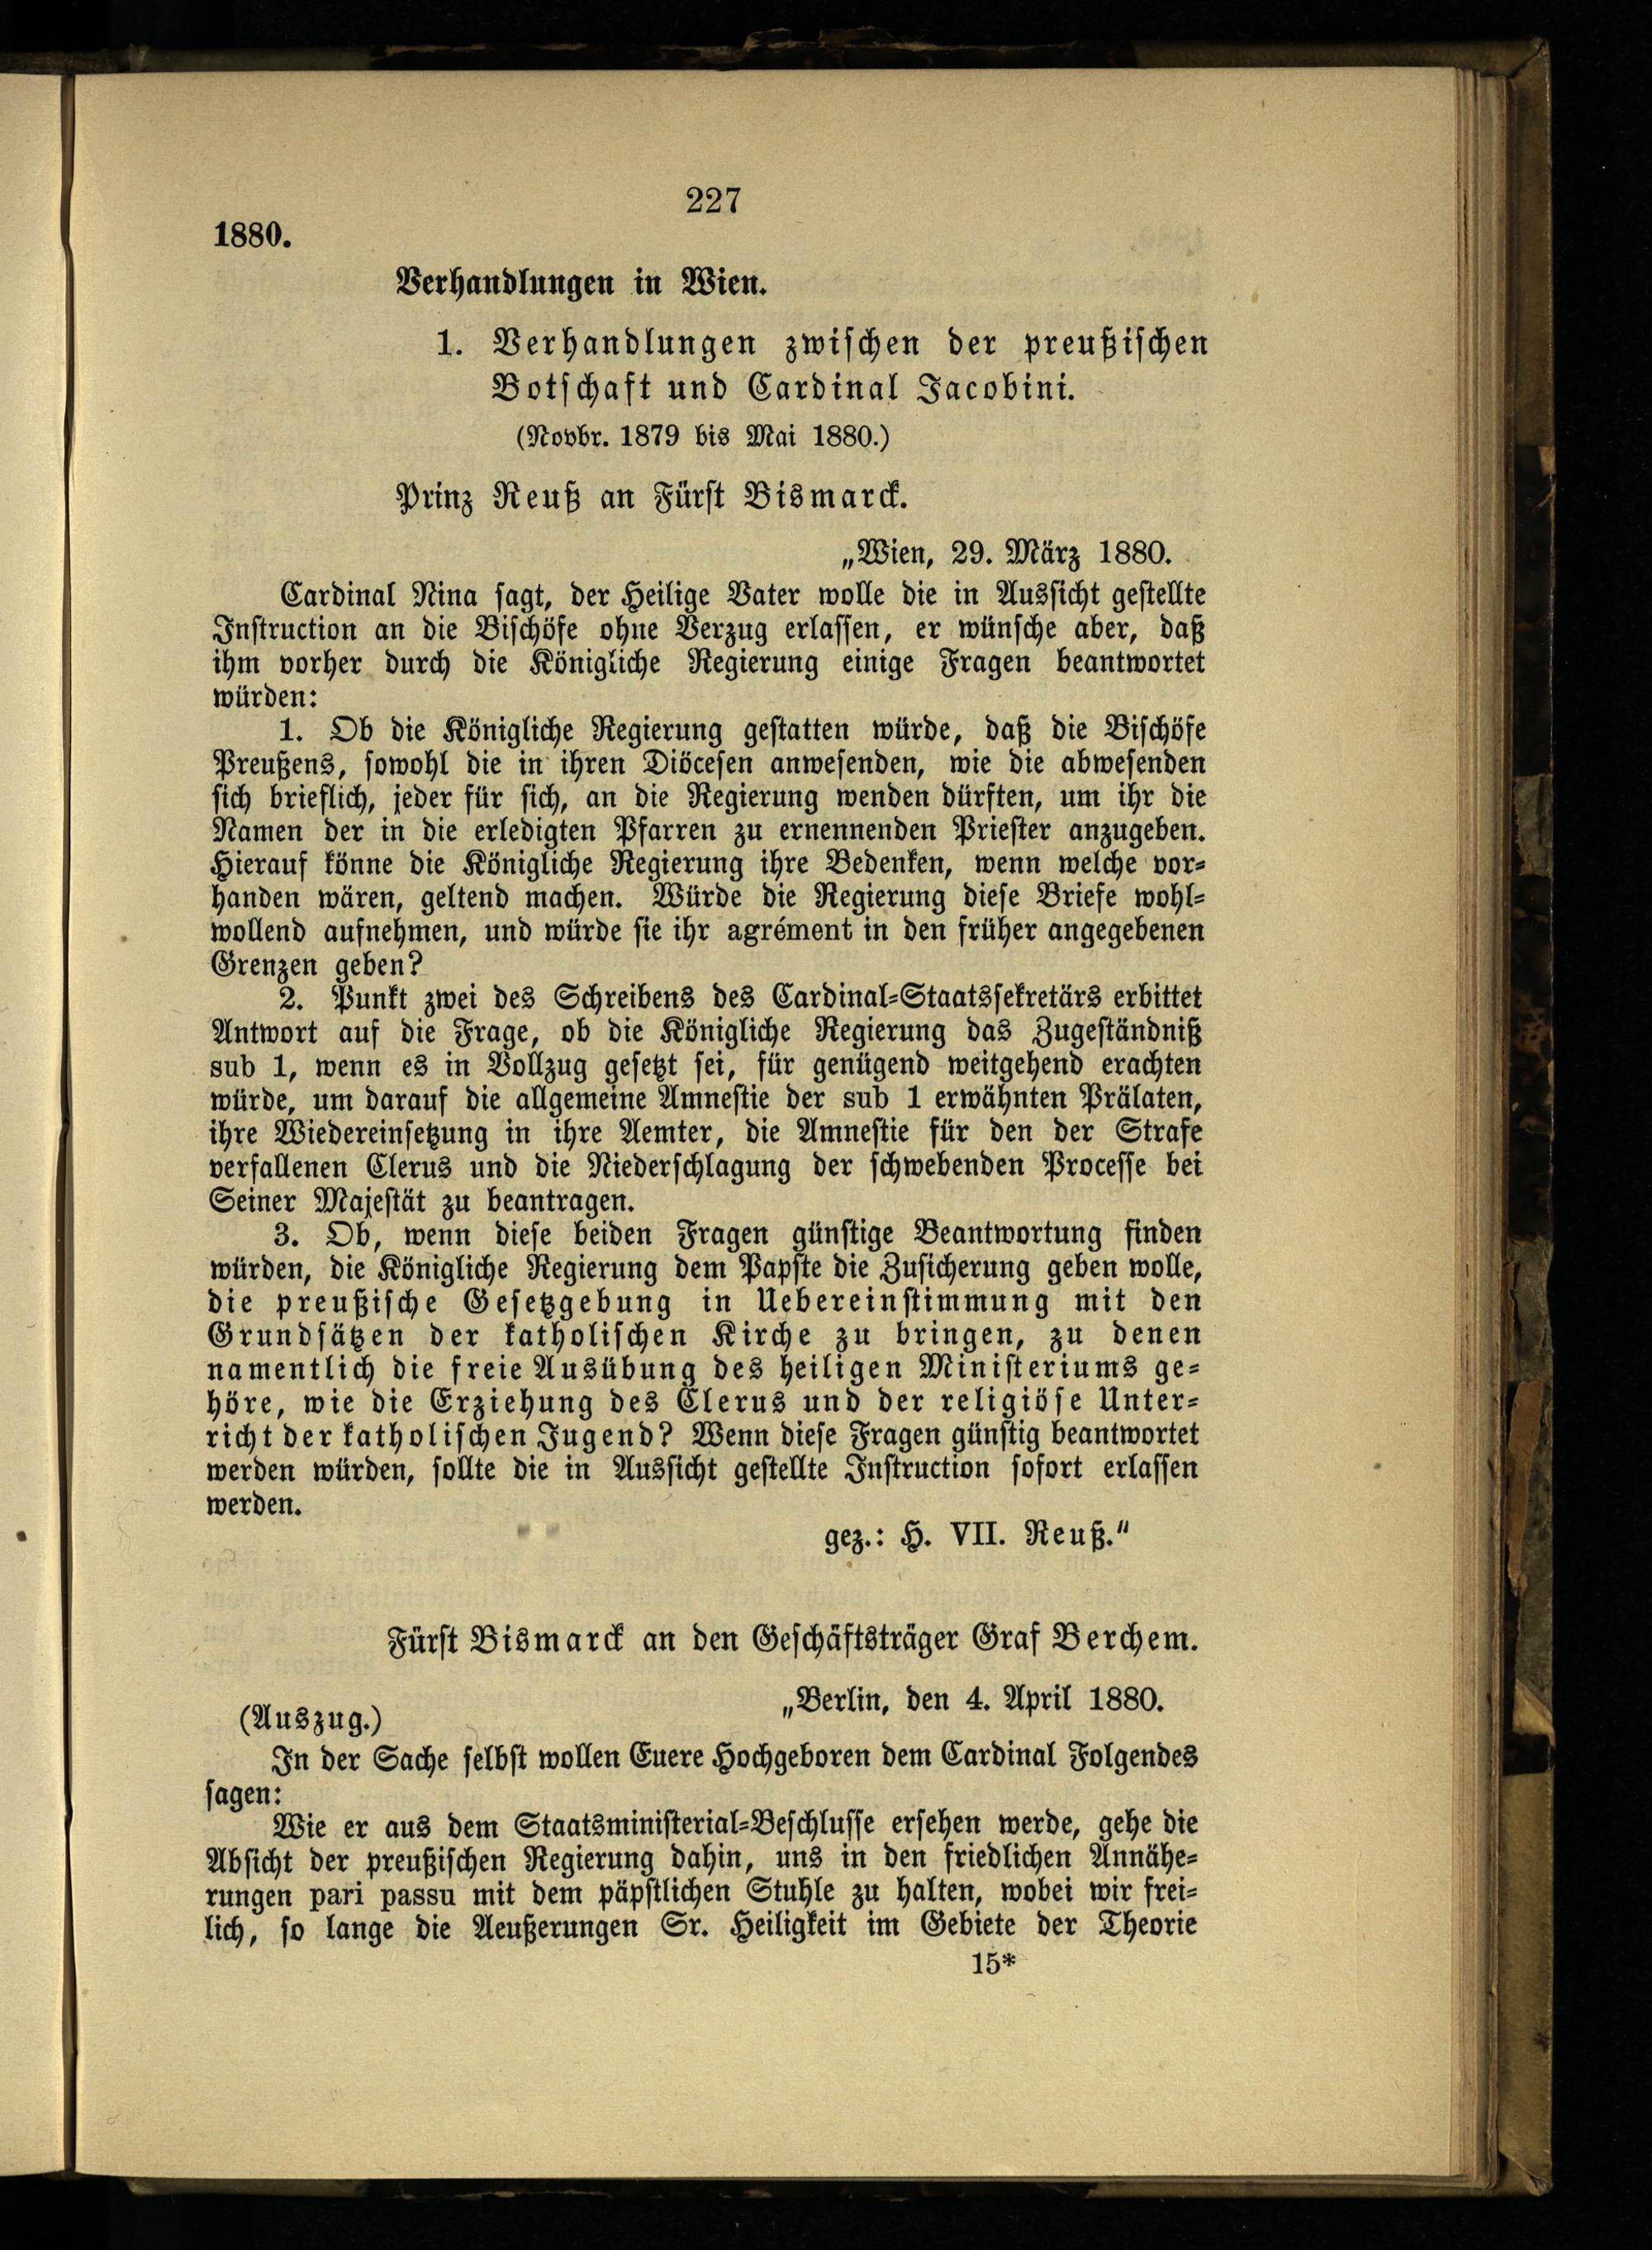 227
1880.
Verhandlungen in Wien.
1. Verhandlungen zwischen der preußischen
Botschaft und Cardinal Jacobini.
(Novbr. 1879 bis Mai 1880.)
Prinz Reuß an Fürst Bismarck.
„Wien, 29. März 1880.
Cardinal Nina sagt, der Heilige Vater wolle die in Aussicht gestellte
Instruction an die Bischöfe ohne Verzug erlassen, er wünsche aber, daß
ihm vorher durch die Königliche Regierung einige Fragen beantwortet
würden:
1. Ob die Königliche Regierung gestatten würde, daß die Bischöfe
Preußens, sowohl die in ihren Diöcesen anwesenden, wie die abwesenden
sich brieflich, jeder für sich, an die Regierung wenden dürften, um ihr die
Namen der in die erledigten Pfarren zu ernennenden Priester anzugeben.
Hierauf könne die Königliche Regierung ihre Bedenken, wenn welche vor-
handen wären, geltend machen. Würde die Regierung diese Briefe wohl-
wollend aufnehmen, und würde sie ihr agrément in den früher angegebenen
Grenzen geben?
2. Punkt zwei des Schreibens des Cardinal-Staatssekretärs erbittet
Antwort auf die Frage, ob die Königliche Regierung das Zugeständniß
sub 1, wenn es in Vollzug gesetzt sei, für genügend weitgehend erachten
würde, um darauf die allgemeine Amnestie der sub 1 erwähnten Prälaten,
ihre Wiedereinsetzung in ihre Aemter, die Amnestie für den der Strafe
verfallenen Clerus und die Niederschlagung der schwebenden Processe bei
Seiner Majestät zu beantragen.
3. Ob, wenn diese beiden Fragen günstige Beantwortung finden
würden, die Königliche Regierung dem Papste die Zusicherung geben wolle,
die preußische Gesetzgebung in Uebereinstimmung mit den
Grundsätzen der katholischen Kirche zu bringen, zu denen
namentlich die freie Ausübung des heiligen Ministeriums ge-
höre, wie die Erziehung des Clerus und der religiöse Unter-
richt der katholischen Jugend? Wenn diese Fragen günstig beantwortet
werden würden, sollte die in Aussicht gestellte Instruction sofort erlassen
werden.
gez.: H. VII. Reuß."
Fürst Bismarck an den Geschäftsträger Graf Berchem.
„Berlin, den 4. April 1880.
(Auszug.)
In der Sache selbst wollen Euere Hochgeboren dem Cardinal Folgendes
sagen:
Wie er aus dem Staatsministerial-Beschlusse ersehen werde, gehe die
Absicht der preußischen Regierung dahin, uns in den friedlichen Annähe-
rungen pari passu mit dem päpstlichen Stuhle zu halten, wobei wir frei-
lich, so lange die Aeußerungen Sr. Heiligkeit im Gebiete der Theorie
15*